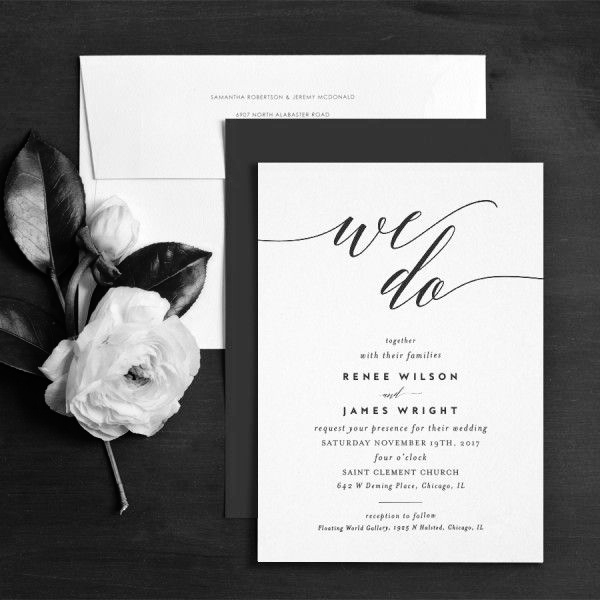 SAMANTHA ROBERTSON & JEREMY MCDONALD
6907 NORTH ALABASTER ROAD
we
do
together
with their families
RENEE WILSON
and
JAMES WRIGHT
request your presence for their wedding
SATURDAY NOVEMBER 19TH, 2017
four o'clock
SAINT CLEMENT CHURCH
642 W Deming Place, Chicago, IL
reception to follow
Floating World Gallery, 1925 N Halsted, Chicago, IL